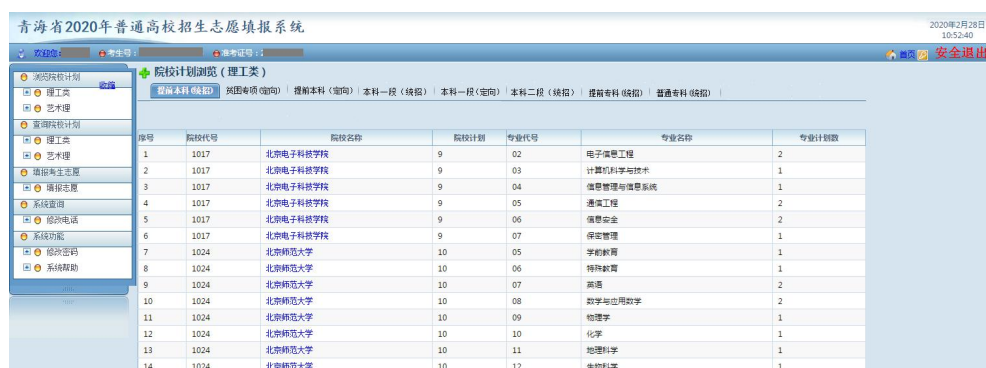 青海省2020年普通高校招生志愿填报系统
2020年2月28日
10:52:40
欢迎您: 考生号: 准考证号:
首页 安全退出
浏览院校计划
收缩
理工类
艺术理
查询院校计划
理工类
艺术理
填报考生志愿
填报志愿
系统查询
修改电话
系统功能
修改密码
系统帮助
院校计划浏览（理工类）
提前本科(统招) 贫困专项(定向) 提前本科（定向） 本科一段（统招） 本科一段(定向) 本科二段（统招） 提前专科(统招) 普通专科(统招)
序号 院校代号 院校名称 院校计划 专业代号 专业名称 专业计划数
1 1017 北京电子科技学院 9 02 电子信息工程 2
2 1017 北京电子科技学院 9 03 计算机科学与技术 1
3 1017 北京电子科技学院 9 04 信息管理与信息系统 1
4 1017 北京电子科技学院 9 05 通信工程 2
5 1017 北京电子科技学院 9 06 信息安全 2
6 1017 北京电子科技学院 9 07 保密管理 1
7 1024 北京师范大学 10 05 学前教育 1
8 1024 北京师范大学 10 06 特殊教育 1
9 1024 北京师范大学 10 07 英语 2
10 1024 北京师范大学 10 08 数学与应用数学 2
11 1024 北京师范大学 10 09 物理学 1
12 1024 北京师范大学 10 10 化学 1
13 1024 北京师范大学 10 11 地理科学 1
14 1024 北京师范大学 10 12 生物科学 1